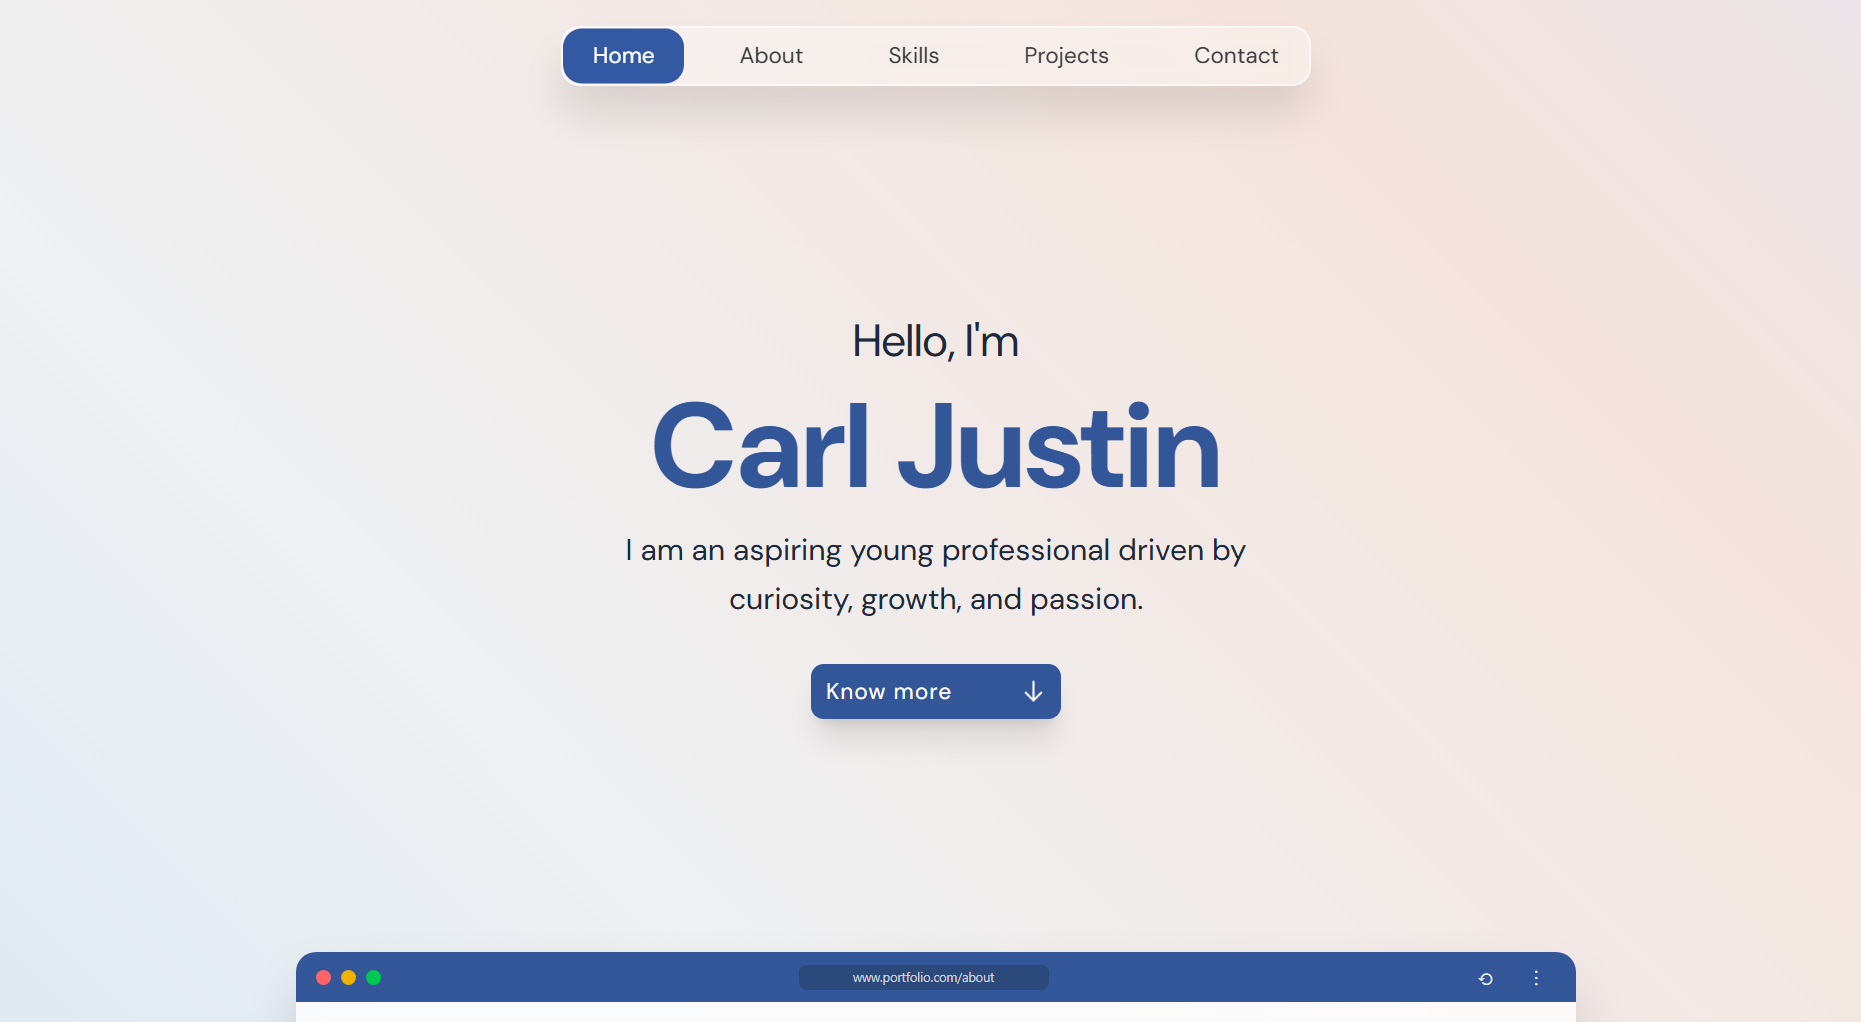 Home About Skills Projects Contact
Hello, I'm
Carl Justin
I am an aspiring young professional driven by
curiosity, growth, and passion.
Know more
www.portfolio.com/about